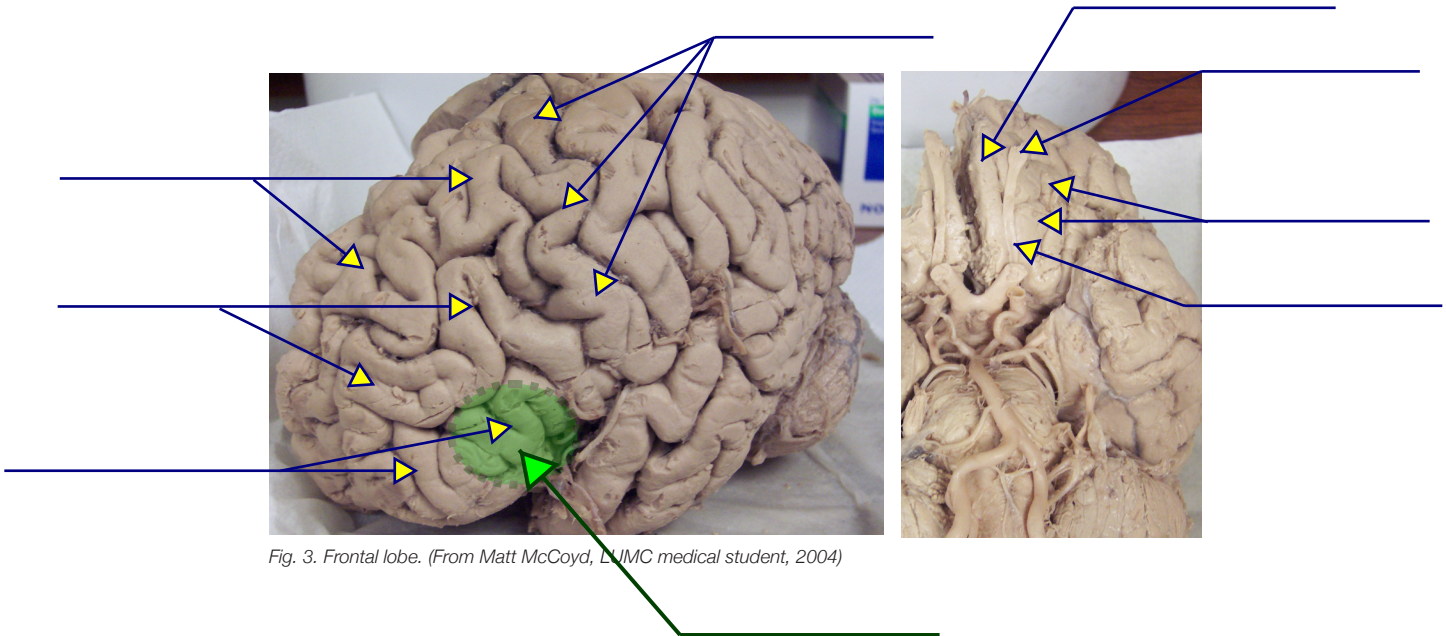 Fig. 3. Frontal lobe. (From Matt McCoyd, LUMC medical student, 2004)